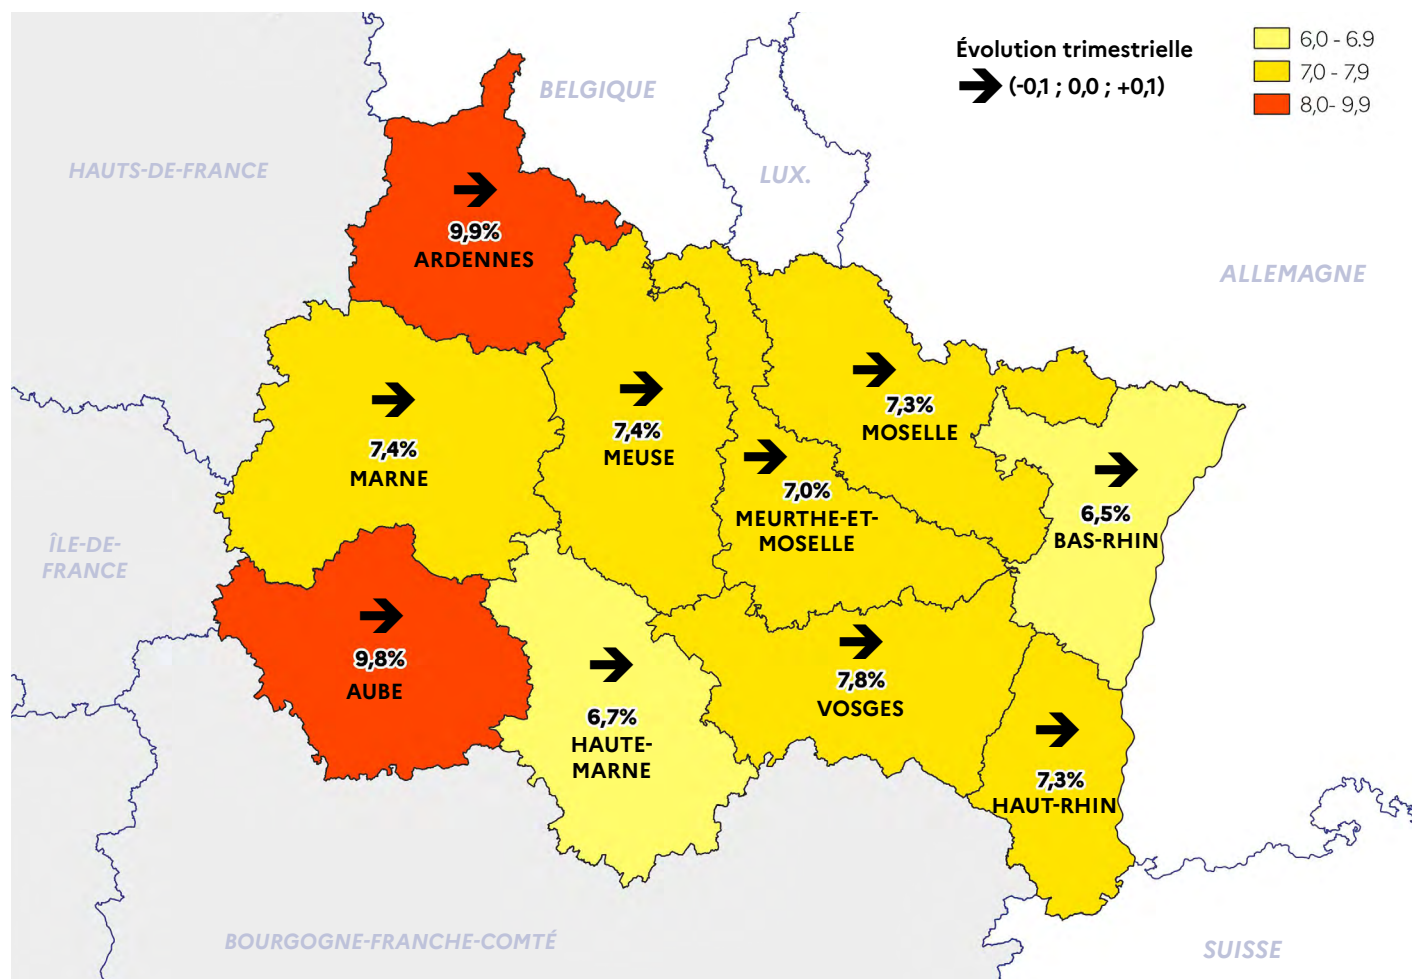 Évolution trimestrielle
(-0,1 ; 0,0 ; +0,1)
6,0 - 6.9
7,0 - 7,9
8,0- 9,9
BELGIQUE
HAUTS-DE-FRANCE
LUX.
ALLEMAGNE
9,9%
ARDENNES
7,3%
MOSELLE
7,4%
MARNE
7,4%
MEUSE
7,0%
MEURTHE-ET-
MOSELLE
6,5%
BAS-RHIN
ÎLE-DE-
FRANCE
9,8%
AUBE
6,7%
HAUTE-
MARNE
7,8%
VOSGES
7,3%
HAUT-RHIN
BOURGOGNE-FRANCHE-COMTÉ
SUISSE